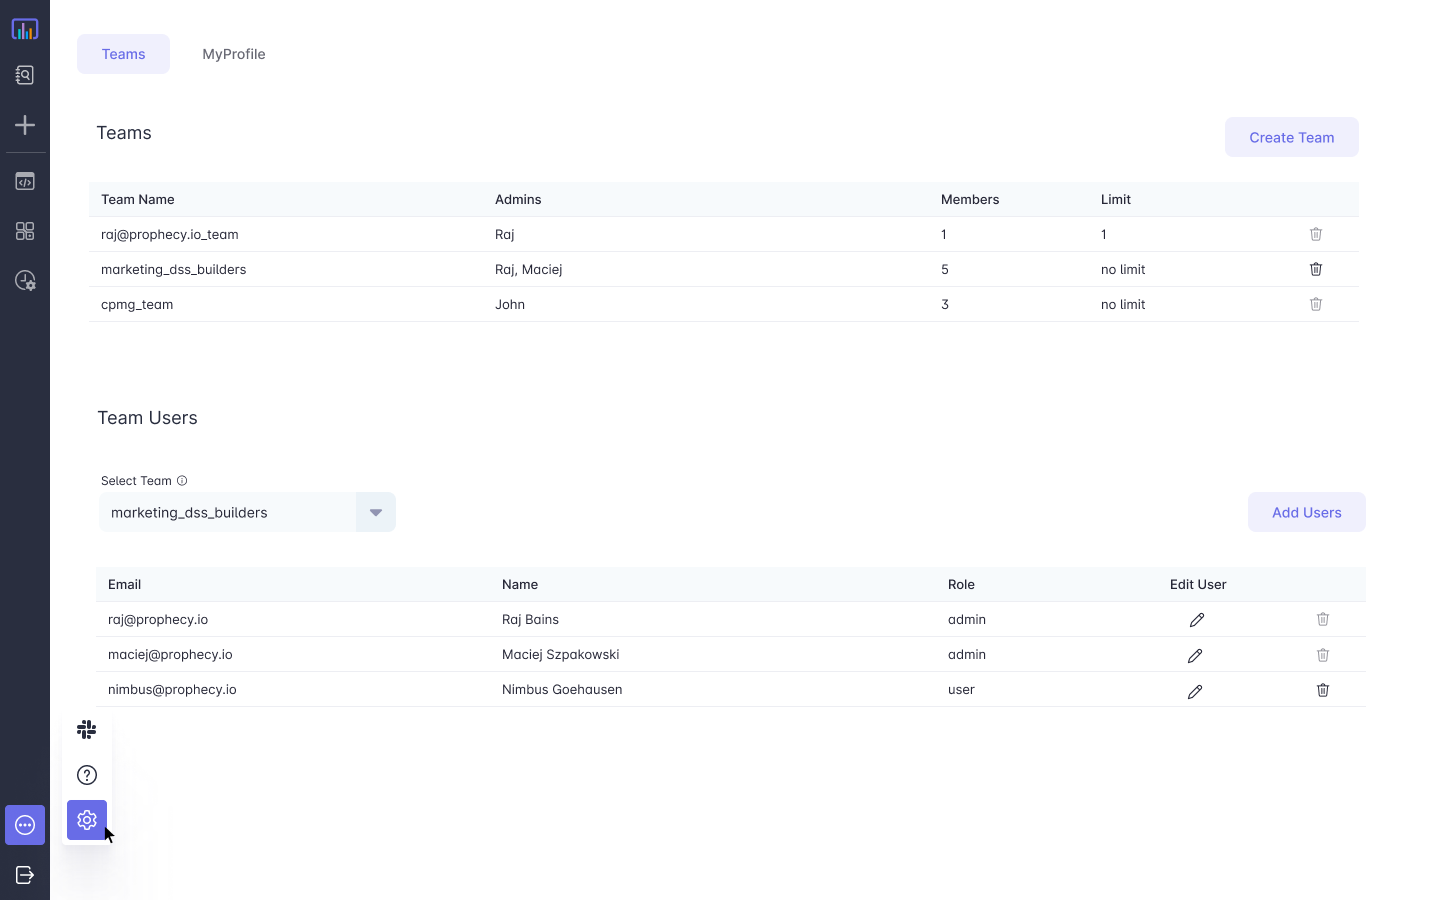 Teams MyProfile
Teams
Create Team
Team Name Admins Members Limit
raj@prophecy.io_team Raj 1 1
marketing_dss_builders Raj, Maciej 5 no limit
cpmg_team John 3 no limit
Team Users
Select Team
marketing_dss_builders
Add Users
Email Name Role Edit User
raj@prophecy.io Raj Bains admin
maciej@prophecy.io Maciej Szpakowski admin
nimbus@prophecy.io Nimbus Goehausen user